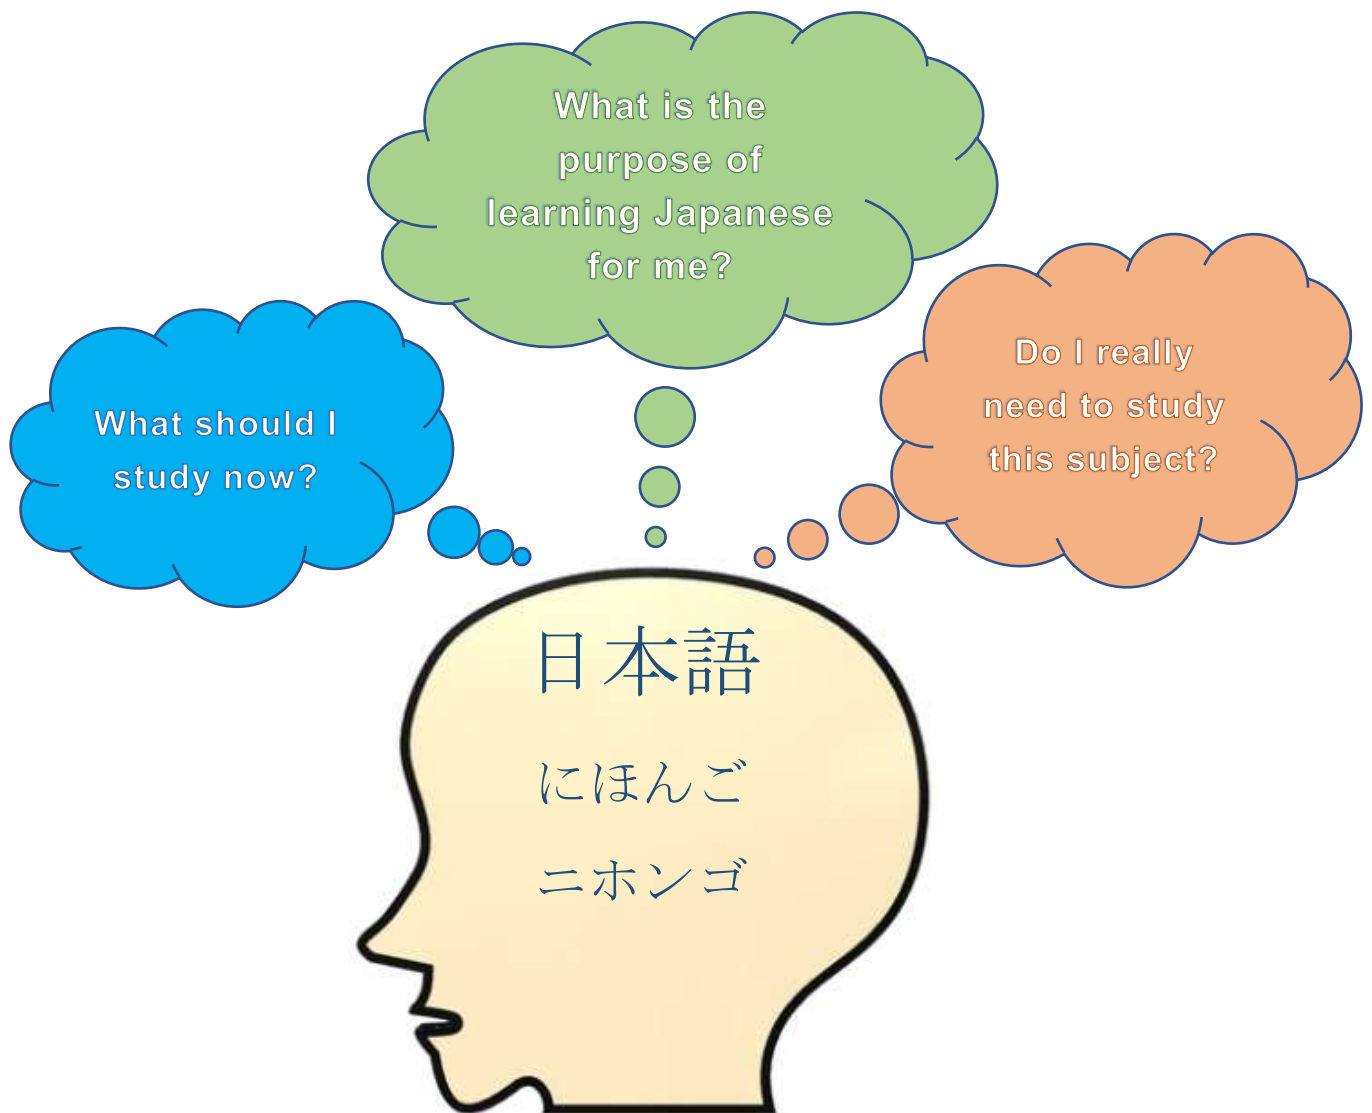 What is the
purpose of
learning Japanese
for me?
What should I
study now?
Do I really
need to study
this subject?
日本語
にほんご
ニホンゴ